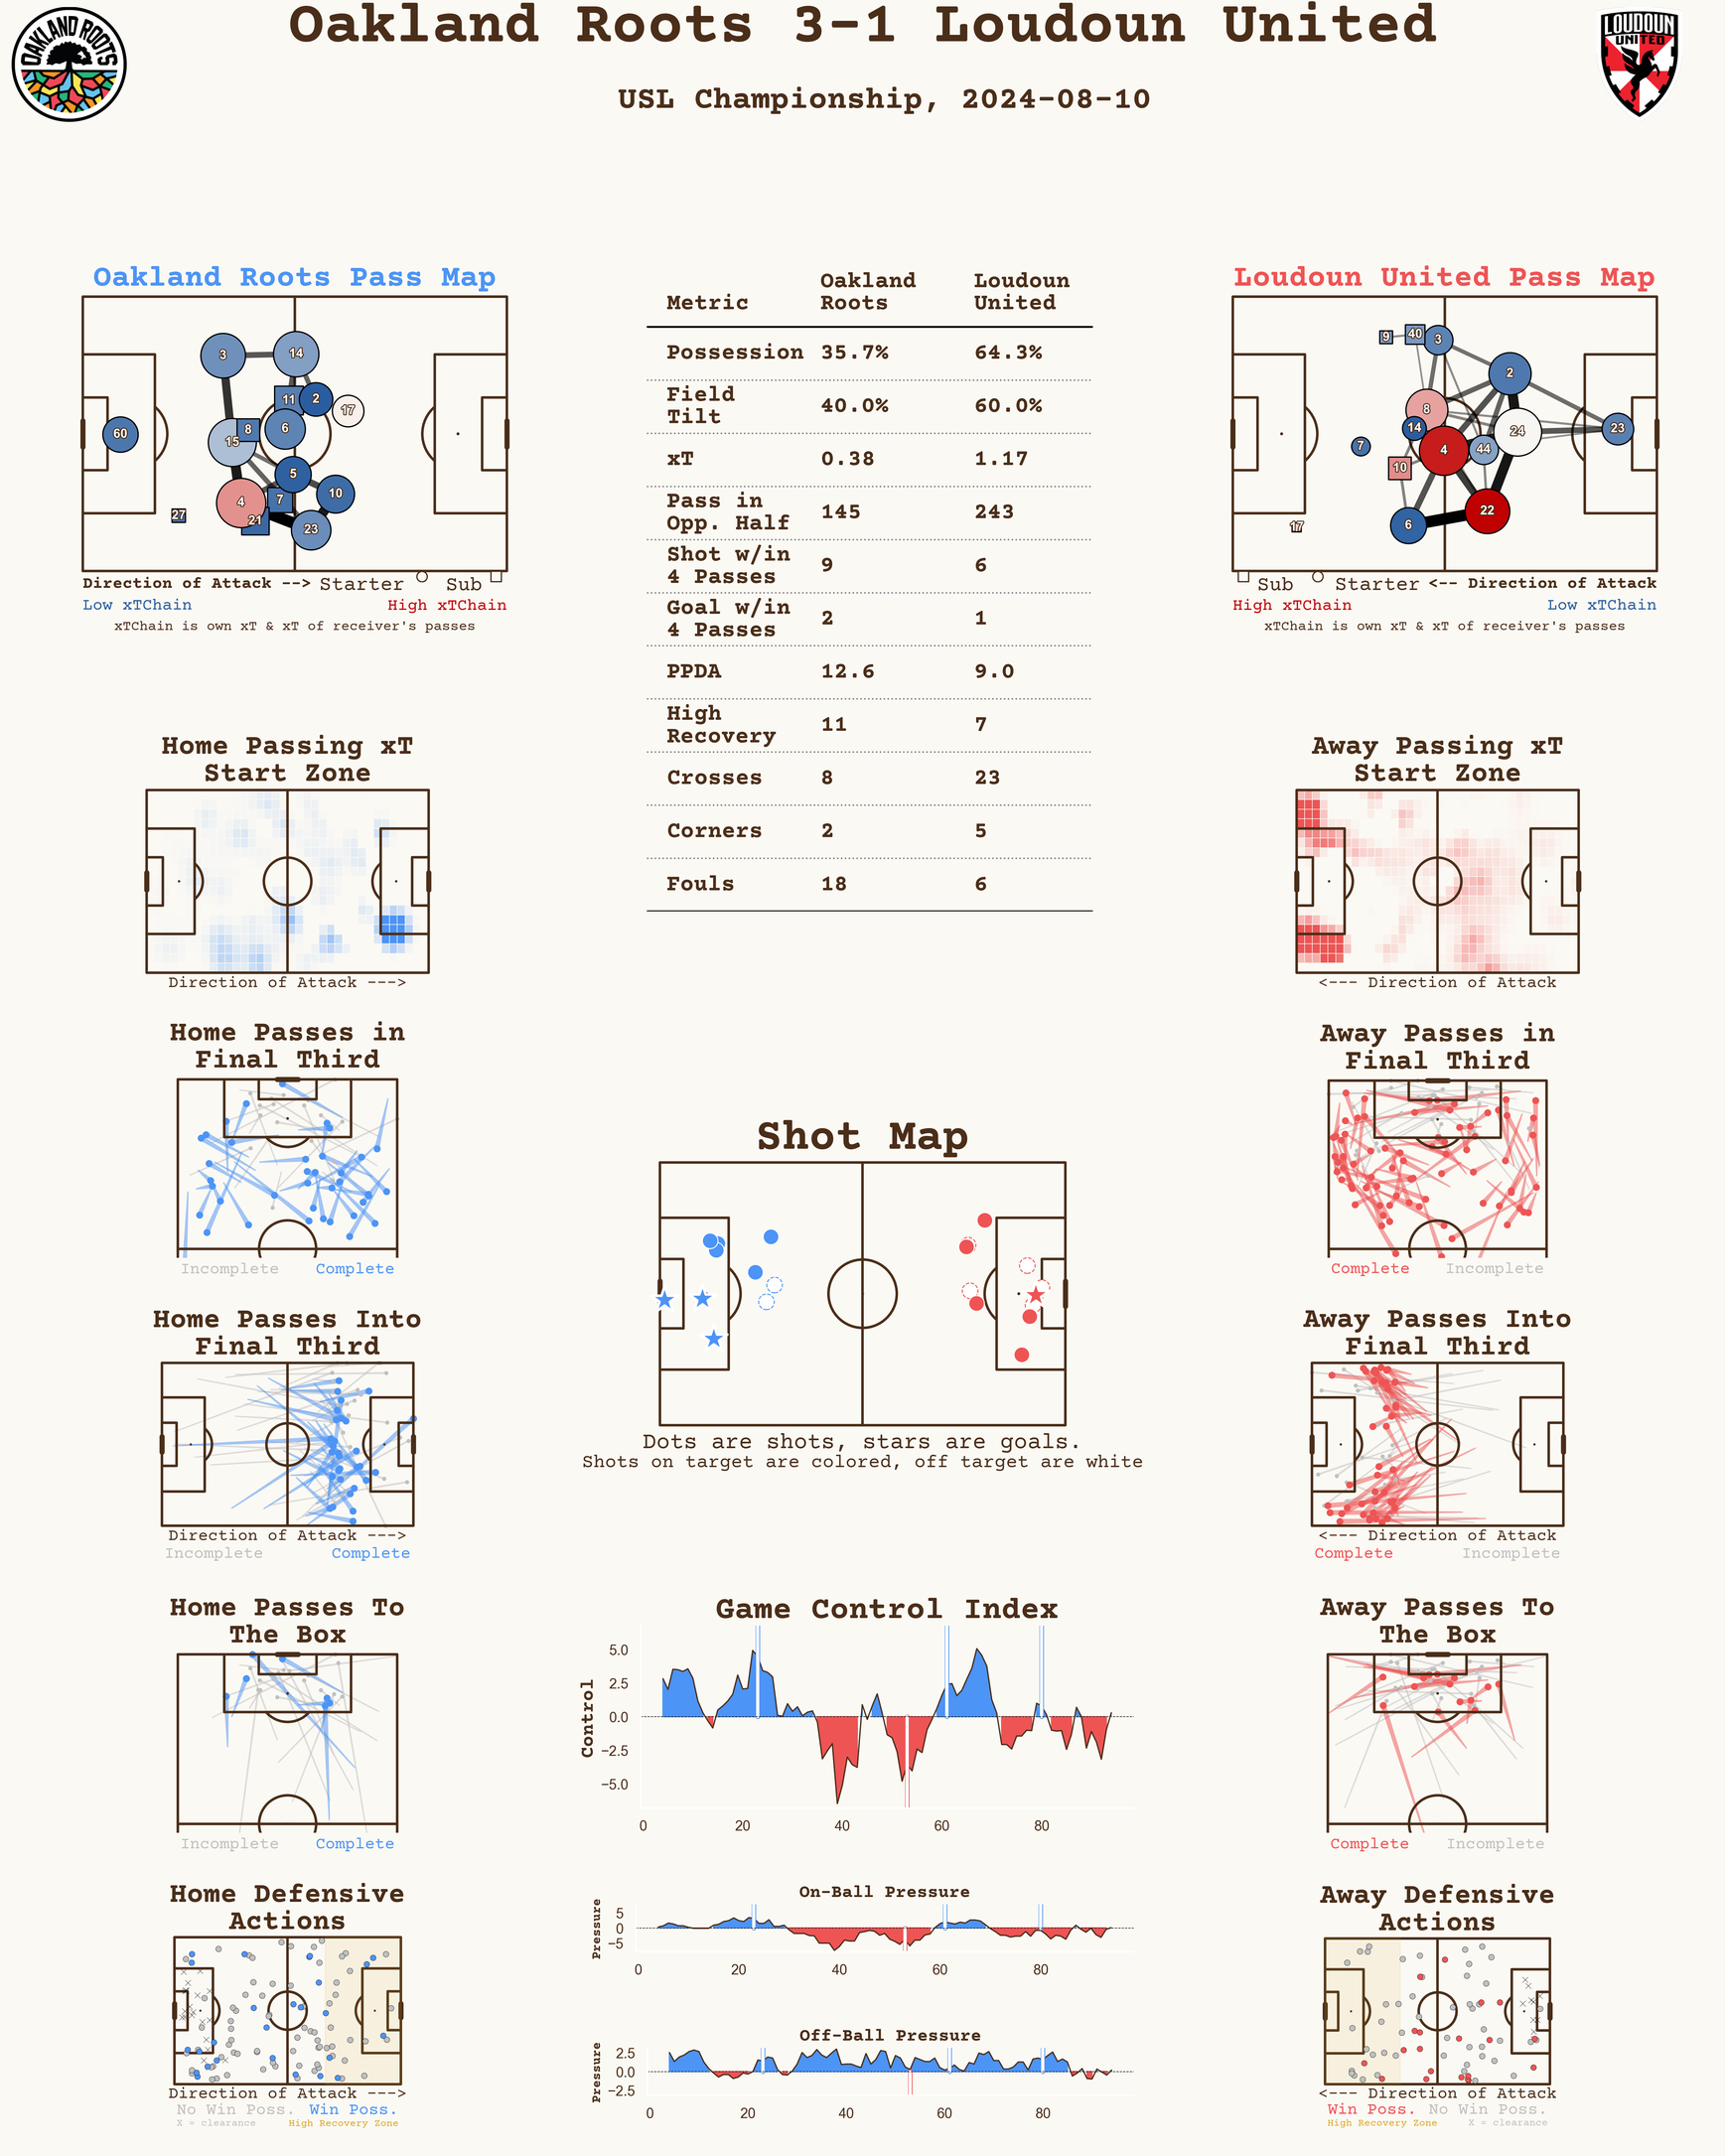 Oakland Roots 3-1 Loudoun United
USL Championship, 2024-08-10
OAKLAND ROOTS
LOUDOUN
UNITED
Oakland Roots Pass Map
3
14
11
2
17
60
8
15
6
5
4
7
10
27
21
23
Direction of Attack --> Starter Sub
Low xTChain High xTChain
xTChain is own xT & xT of receiver's passes
Metric Oakland Roots Loudoun United
Possession 35.7% 64.3%
Field Tilt 40.0% 60.0%
xT 0.38 1.17
Pass in Opp. Half 145 243
Shot w/in 4 Passes 9 6
Goal w/in 4 Passes 2 1
PPDA 12.6 9.0
High Recovery 11 7
Crosses 8 23
Corners 2 5
Fouls 18 6
Loudoun United Pass Map
9
40
3
2
8
14
24
23
7
4
44
10
6
22
17
Sub Starter <-- Direction of Attack
High xTChain Low xTChain
xTChain is own xT & xT of receiver's passes
Home Passing xT
Start Zone
Direction of Attack --->
Away Passing xT
Start Zone
<--- Direction of Attack
Home Passes in
Final Third
Incomplete Complete
Away Passes in
Final Third
Complete Incomplete
Shot Map
Dots are shots, stars are goals.
Shots on target are colored, off target are white
Home Passes Into
Final Third
Direction of Attack --->
Incomplete Complete
Away Passes Into
Final Third
<--- Direction of Attack
Complete Incomplete
Home Passes To
The Box
Incomplete Complete
Game Control Index
Control
5.0
2.5
0.0
−2.5
−5.0
0 20 40 60 80
Away Passes To
The Box
Complete Incomplete
Home Defensive
Actions
Direction of Attack --->
No Win Poss. Win Poss.
X = clearance High Recovery Zone
On-Ball Pressure
Pressure
5
0
−5
0 20 40 60 80
Off-Ball Pressure
Pressure
2.5
0.0
−2.5
0 20 40 60 80
Away Defensive
Actions
<--- Direction of Attack
Win Poss. No Win Poss.
High Recovery Zone X = clearance